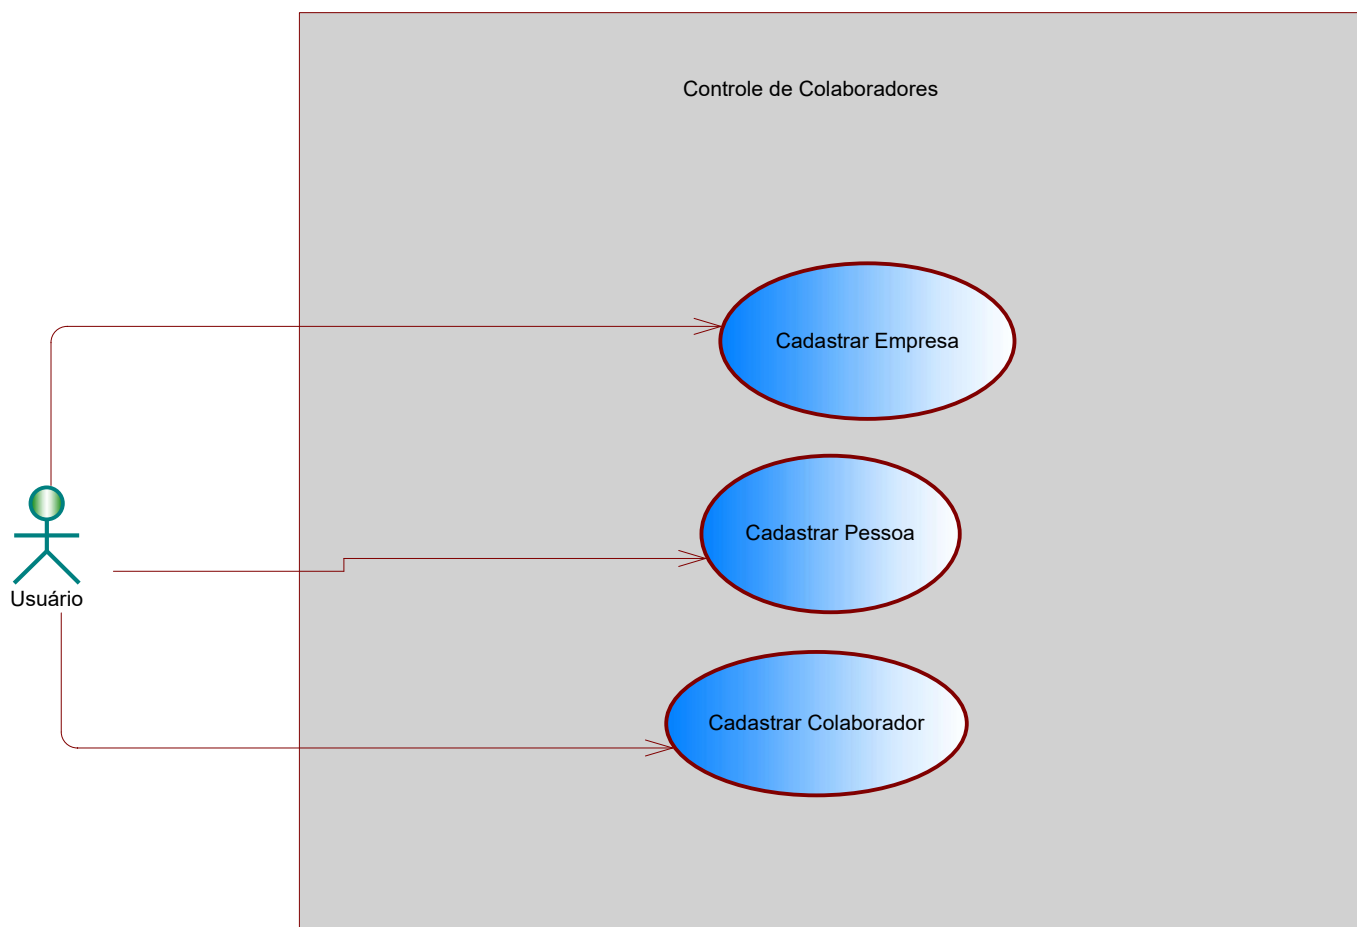 Controle de Colaboradores
Cadastrar Empresa
Cadastrar Pessoa
Usuário
Cadastrar Colaborador